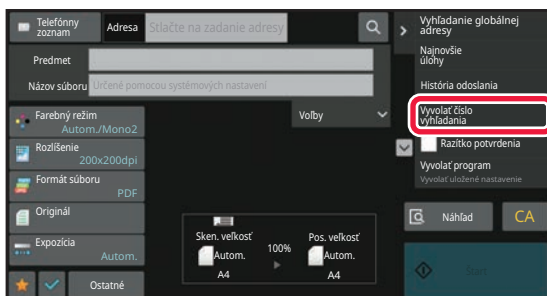 Telefónny zoznam
Adresa
Stlačte na zadanie adresy
Predmet
Názov súboru
Určené pomocou systémových nastavení
Farebný režim
Autom./Mono2
Rozlíšenie
200x200dpi
Formát súboru
PDF
Originál
Expozícia
Autom.
Ostatné
Voľby
Sken. veľkosť
Autom.
A4
100%
Pos. veľkosť
Autom.
A4
Vyhľadanie globálnej
adresy
Najnovšie
úlohy
História odoslania
Vyvolať číslo
vyhľadania
Razítko potvrdenia
Vyvolať program
Vyvolať uložené nastavenie
Náhľad
CA
Start